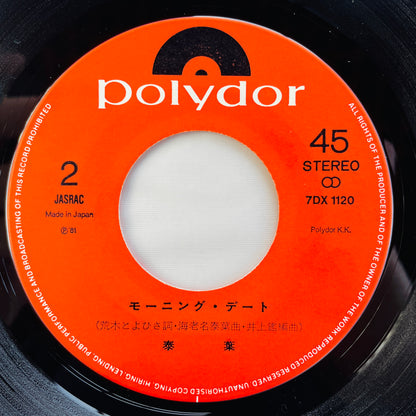 polydor
2
JASRAC
Made in Japan
Ⓟ'81
45
STEREO
7DX 1120
Polydor K.K.
モーニング・デート
(荒木とよひさ詞・海老名泰葉曲・井上鑑編曲)
泰葉
ALL RIGHTS OF THE PRODUCER AND OF THE OWNER OF THE WORK REPRODUCED RESERVED UNAUTHORISED COPYING HIRING LENDING PUBLIC PERFORMANCE AND BROADCASTING OF THIS RECORD PROHIBITED